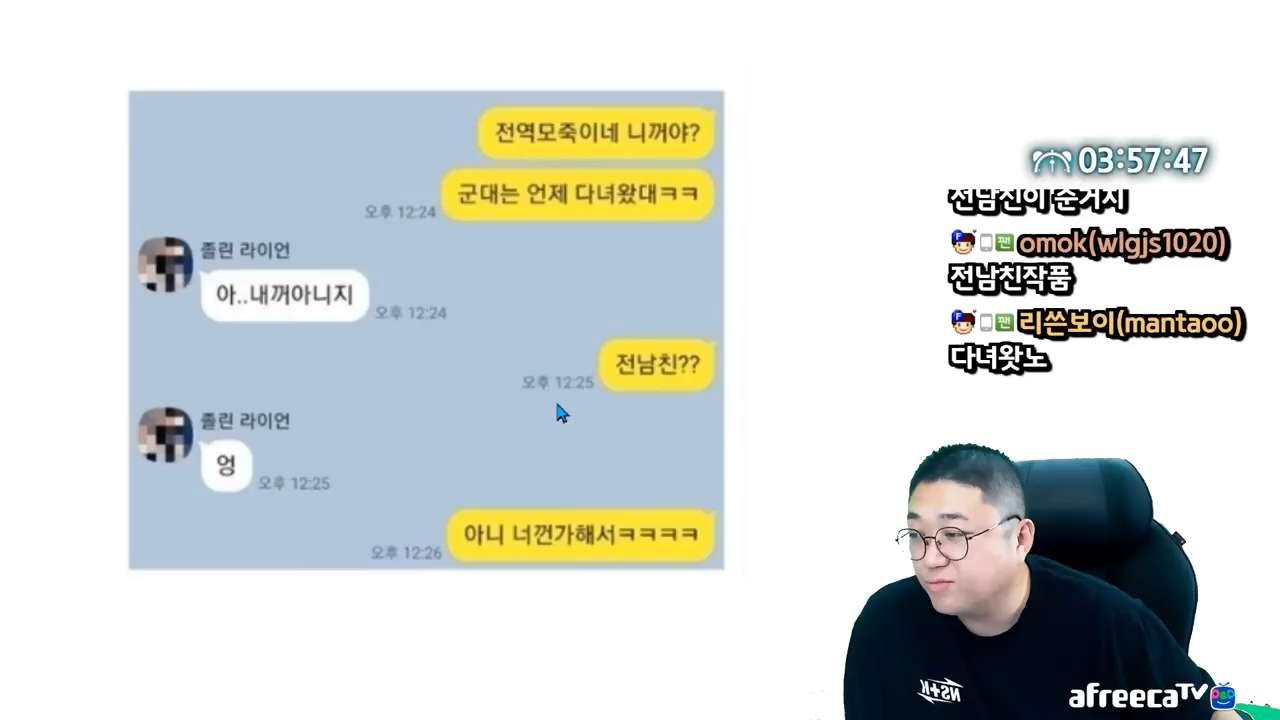 전역모죽이네 니꺼야?
군대는 언제 다녀왔대ㅋㅋ
오후 12:24
졸린 라이언
아..내꺼아니지
오후 12:24
전남친??
오후 12:25
졸린 라이언
엉
오후 12:25
아니 너껀가해서ㅋㅋㅋㅋ
오후 12:26
03:57:47
전남친이 준거지
omok(wlgjs1020)
전남친작품
리쓴보이(mantaoo)
다녀왓노
afreecaTV